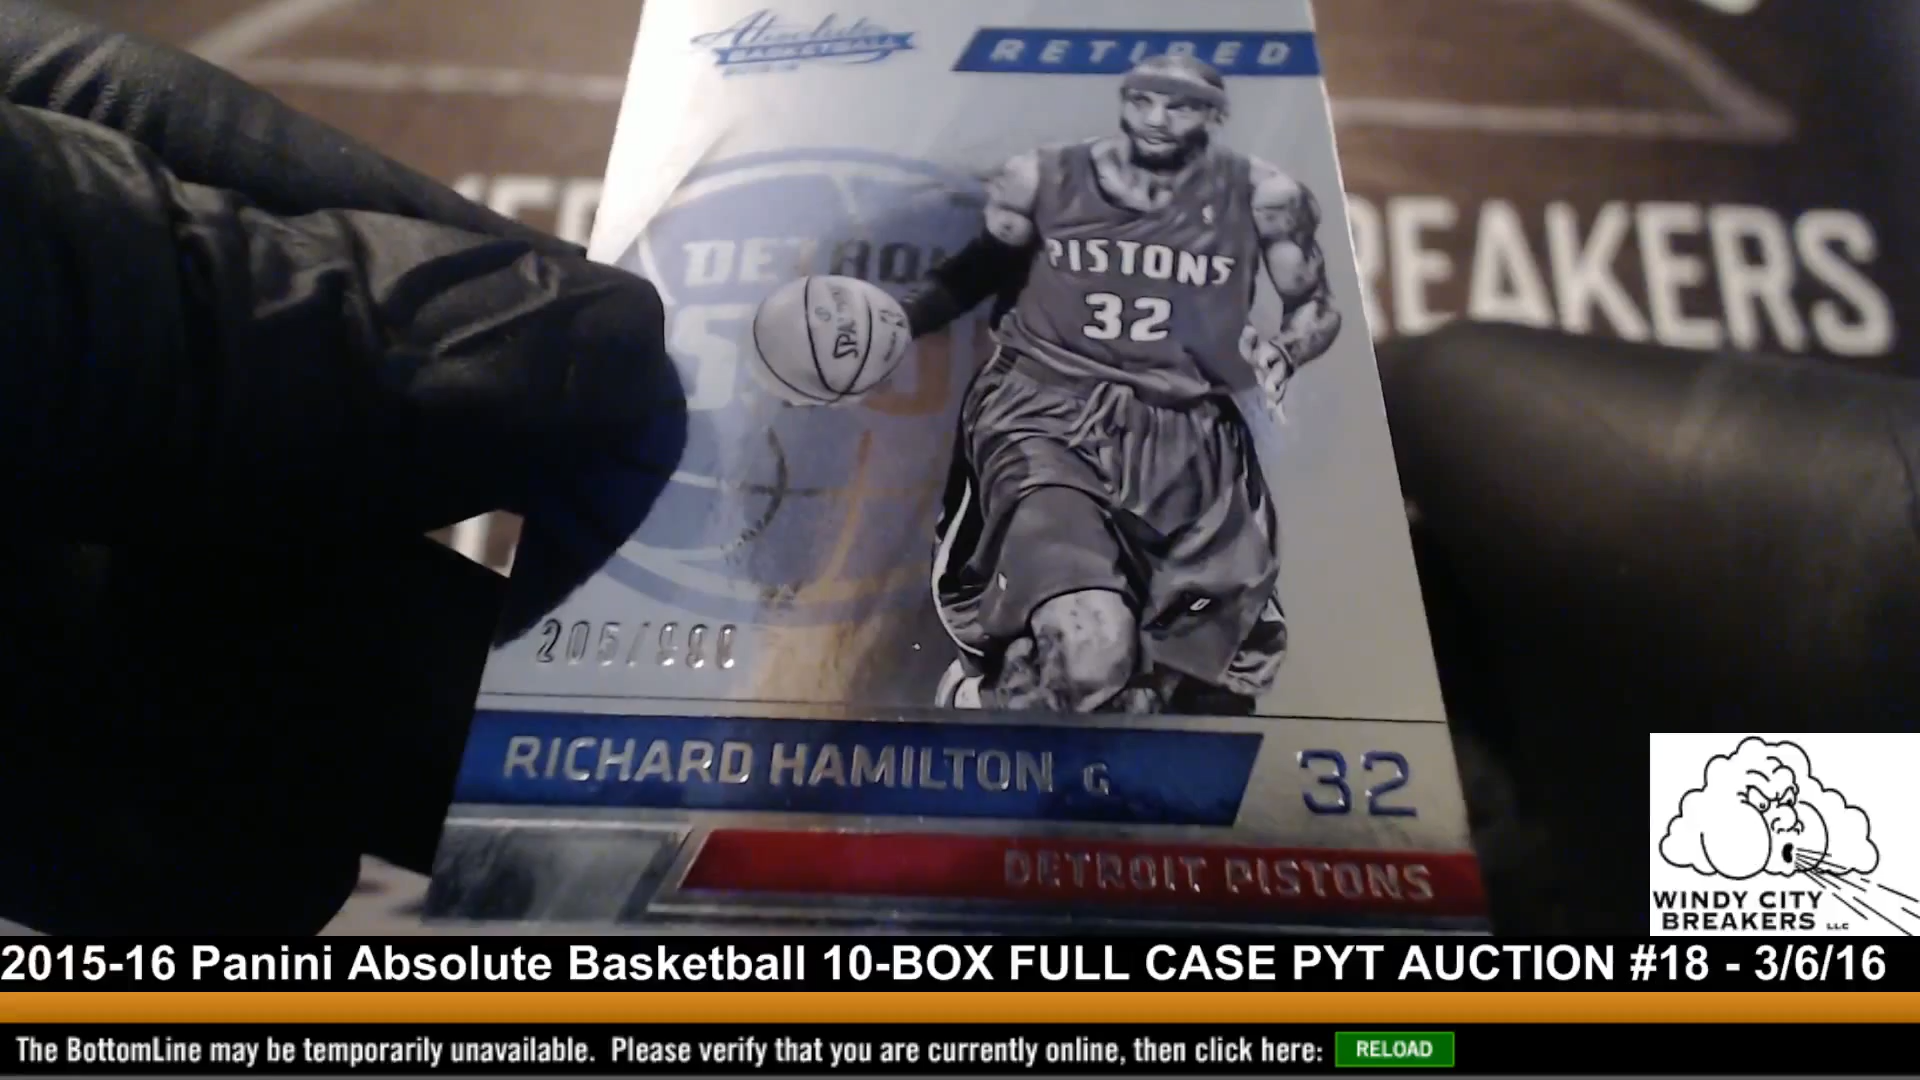 Absolute
BASKETBALL
RETIRED
DETROIT
BREAKERS
SPALDING
PISTONS
32
205/999
RICHARD HAMILTON G
32
DETROIT PISTONS
WINDY CITY
BREAKERS LLC
2015-16 Panini Absolute Basketball 10-BOX FULL CASE PYT AUCTION #18 - 3/6/16
The BottomLine may be temporarily unavailable. Please verify that you are currently online, then click here: RELOAD